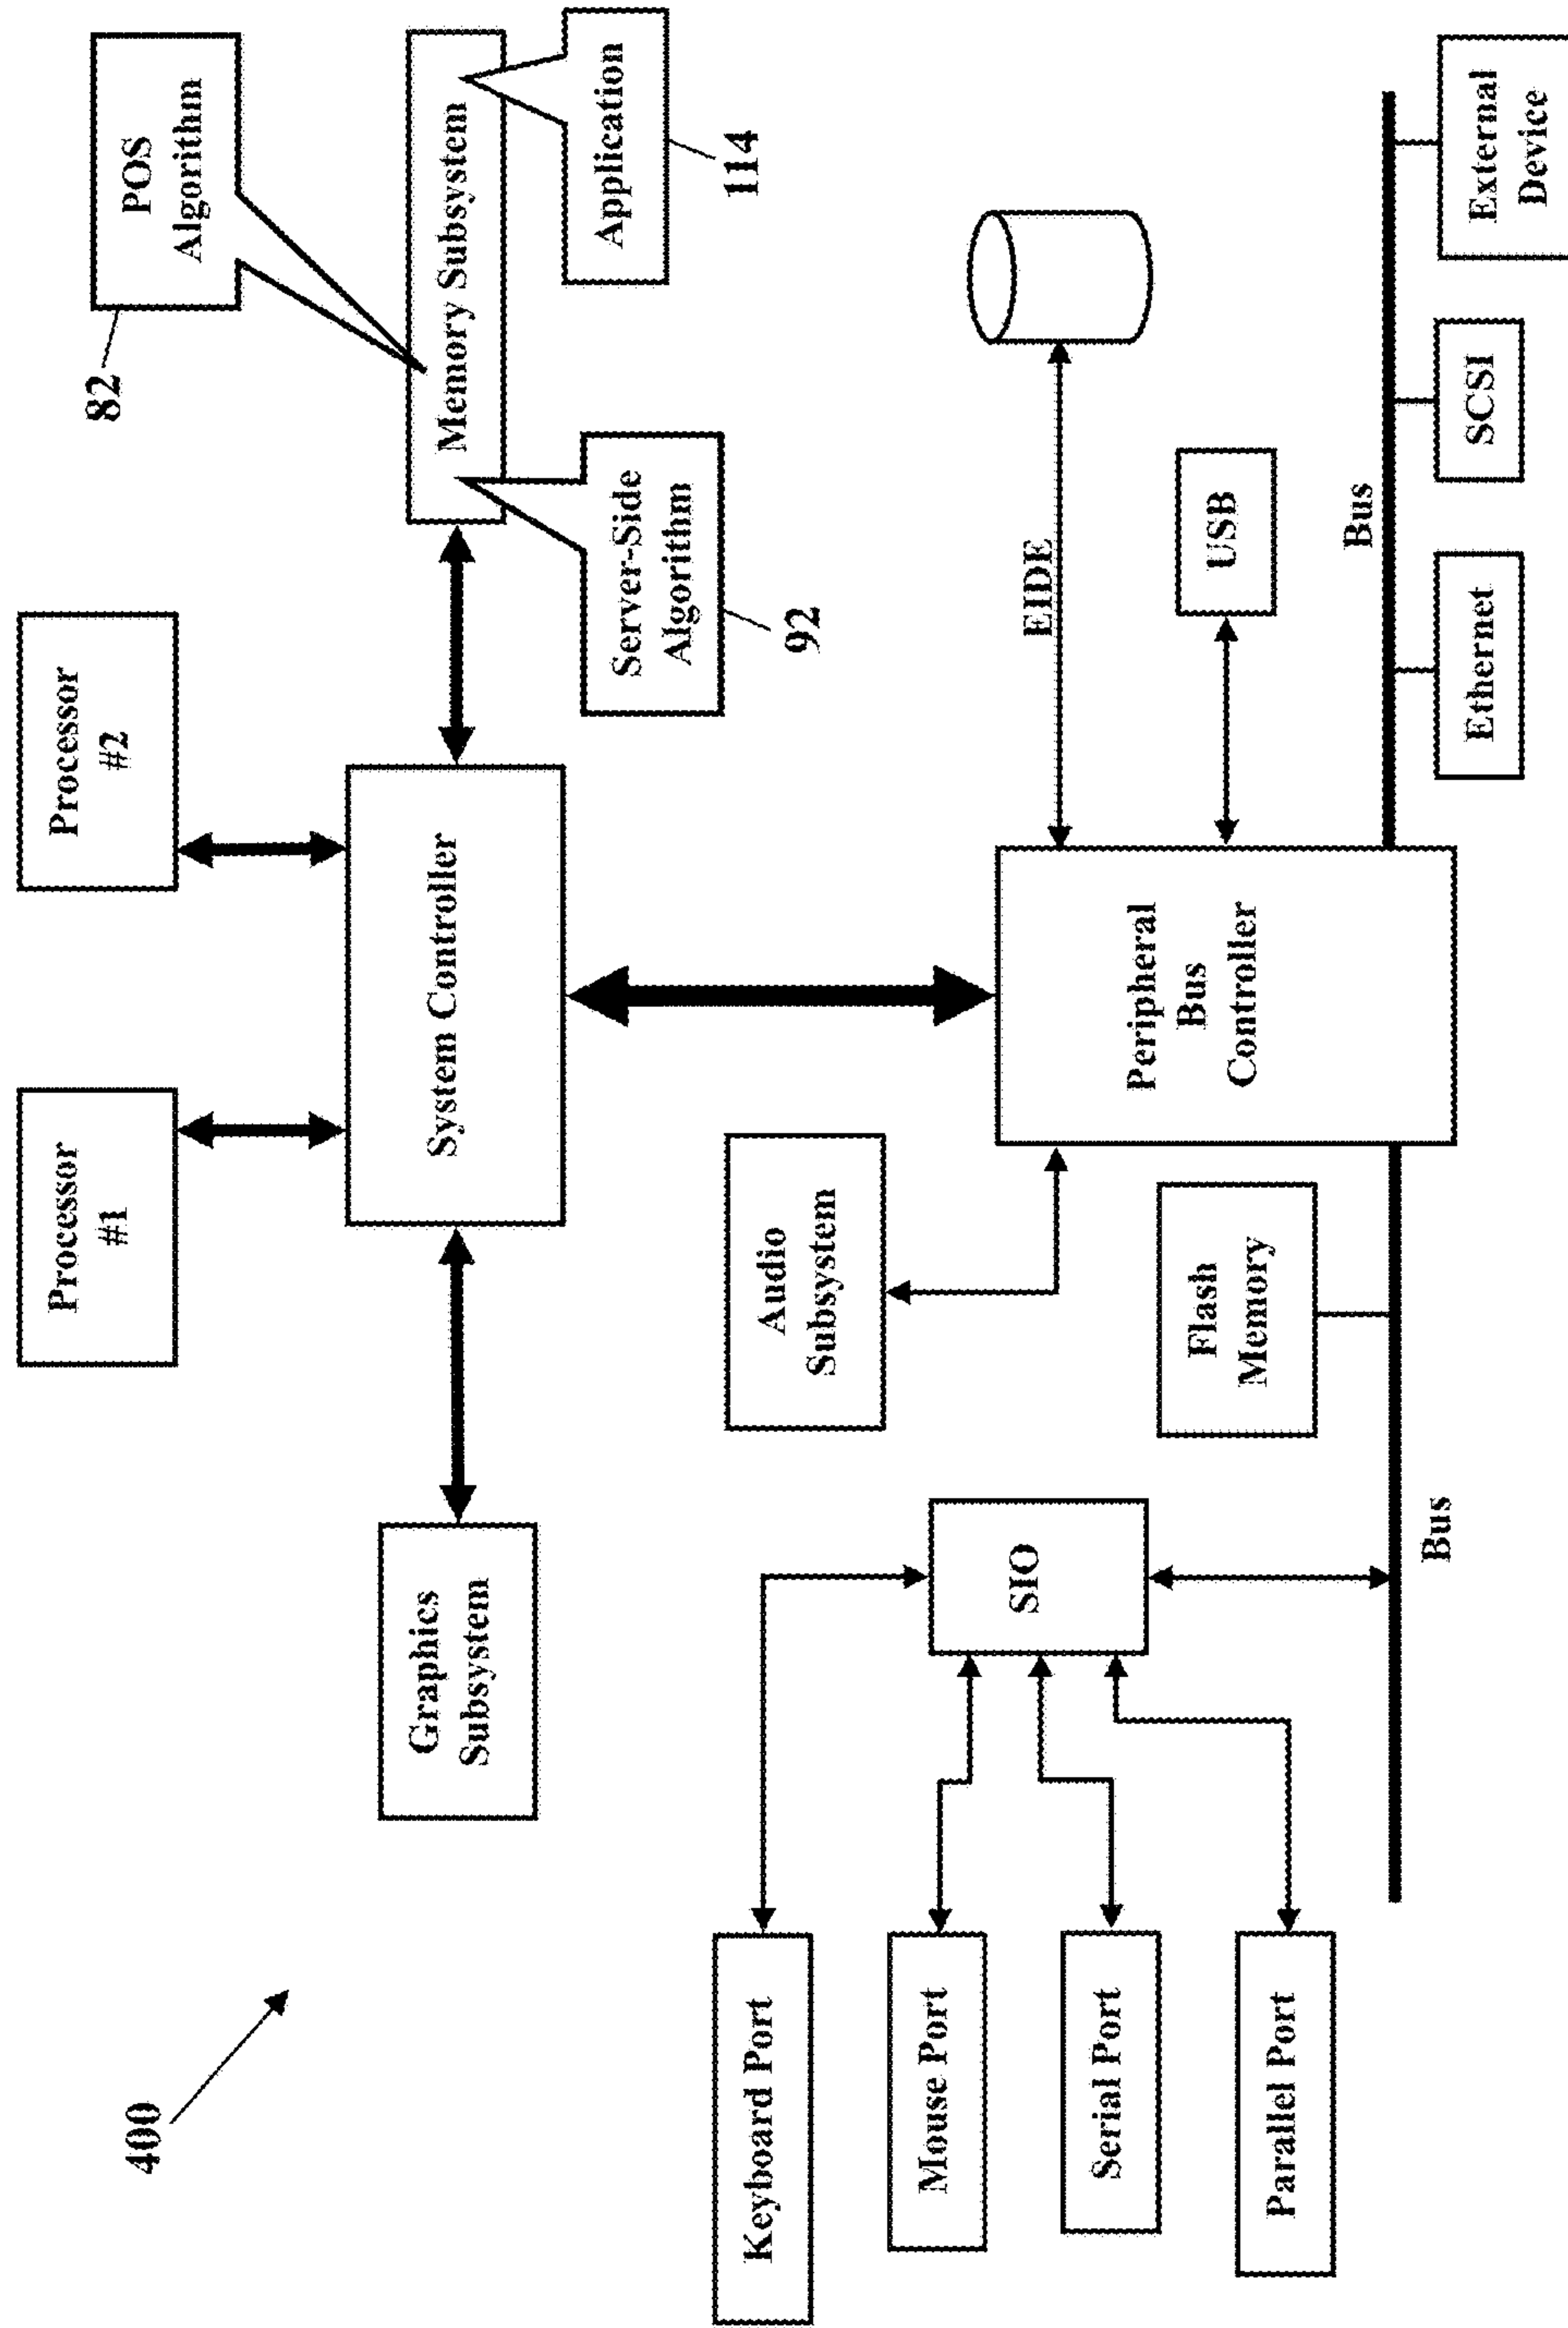 400
Processor
#1
Processor
#2
82
POS
Algorithm
Graphics
Subsystem
System Controller
Memory Subsystem
Server-Side
Algorithm
92
Application
114
Keyboard Port
Mouse Port
Serial Port
Parallel Port
SIO
Audio
Subsystem
Flash
Memory
Peripheral
Bus
Controller
EIDE
USB
Bus
Bus
Ethernet
SCSI
External
Device